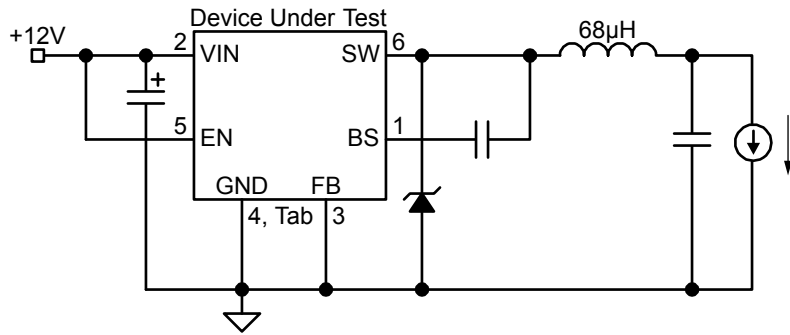 Device Under Test
+12V
2
VIN
SW
6
68µH
+
5
EN
BS
1
GND
FB
4, Tab
3